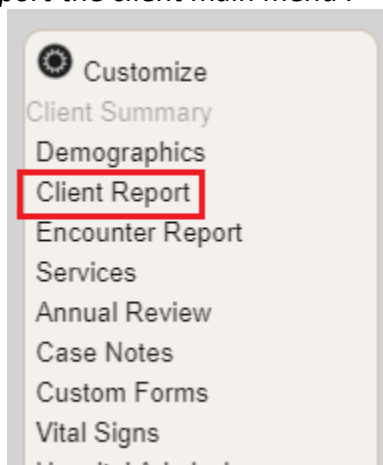 port the client main menu .
Customize
Client Summary
Demographics
Client Report
Encounter Report
Services
Annual Review
Case Notes
Custom Forms
Vital Signs